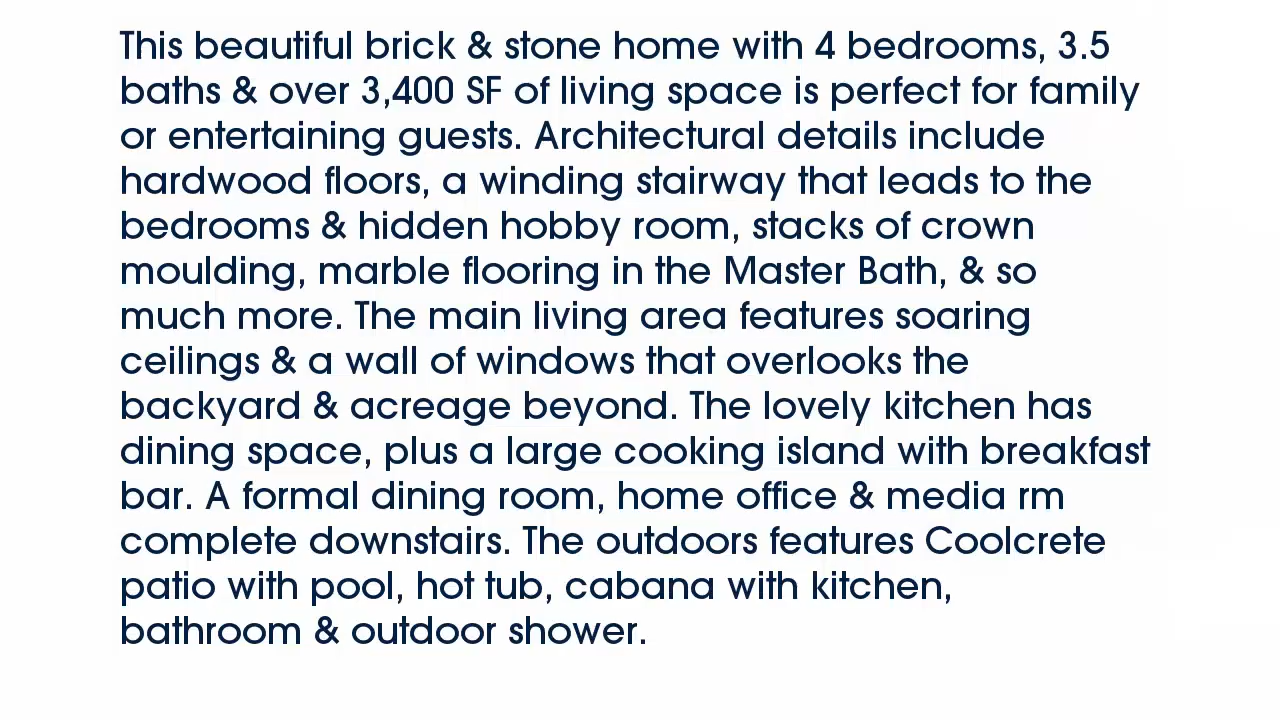 This beautiful brick & stone home with 4 bedrooms, 3.5
baths & over 3,400 SF of living space is perfect for family
or entertaining guests. Architectural details include
hardwood floors, a winding stairway that leads to the
bedrooms & hidden hobby room, stacks of crown
moulding, marble flooring in the Master Bath, & so
much more. The main living area features soaring
ceilings & a wall of windows that overlooks the
backyard & acreage beyond. The lovely kitchen has
dining space, plus a large cooking island with breakfast
bar. A formal dining room, home office & media rm
complete downstairs. The outdoors features Coolcrete
patio with pool, hot tub, cabana with kitchen,
bathroom & outdoor shower.